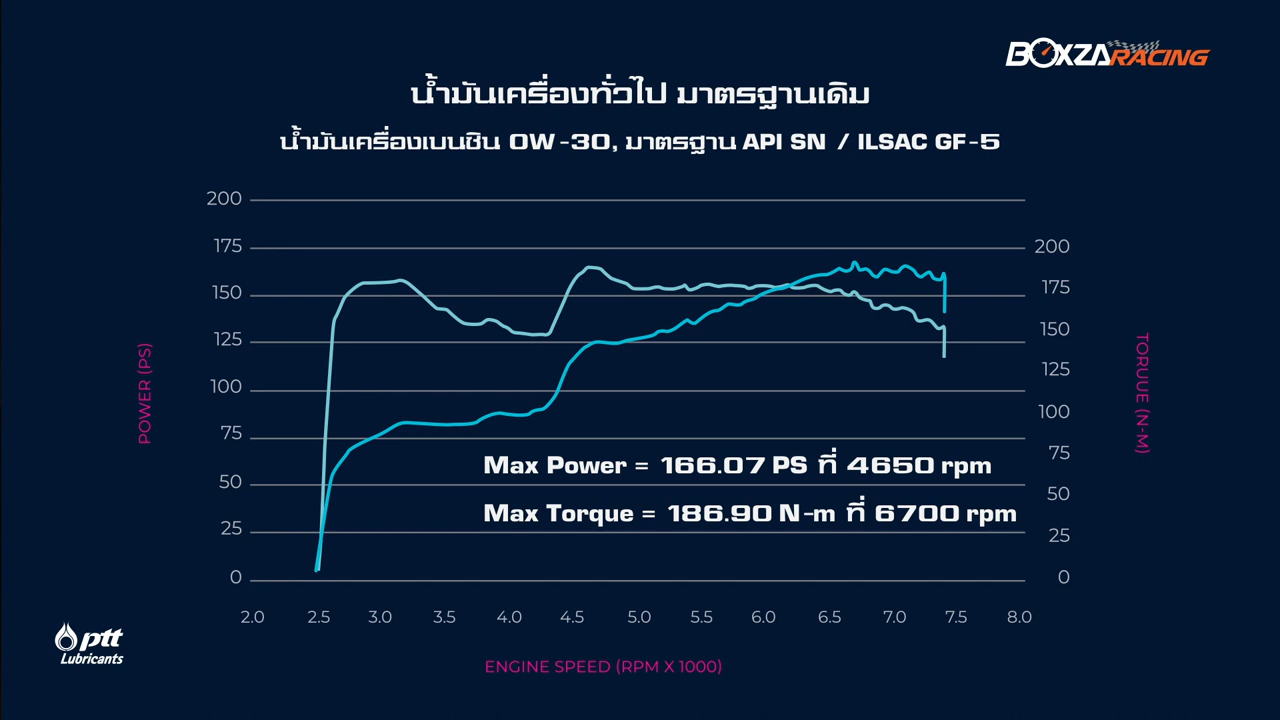 BOXZA RACING
น้ำมันเครื่องทั่วไป มาตรฐานเดิม
น้ำมันเครื่องเบนซิน 0W-30, มาตรฐาน API SN / ILSAC GF-5
200
175
150
125
100
75
50
25
0
POWER (PS)
200
175
150
125
100
75
50
25
0
TORUUE (N-M)
Max Power = 166.07 PS ที่ 4650 rpm
Max Torque = 186.90 N-m ที่ 6700 rpm
2.0 2.5 3.0 3.5 4.0 4.5 5.0 5.5 6.0 6.5 7.0 7.5 8.0
ENGINE SPEED (RPM X 1000)
ptt
Lubricants